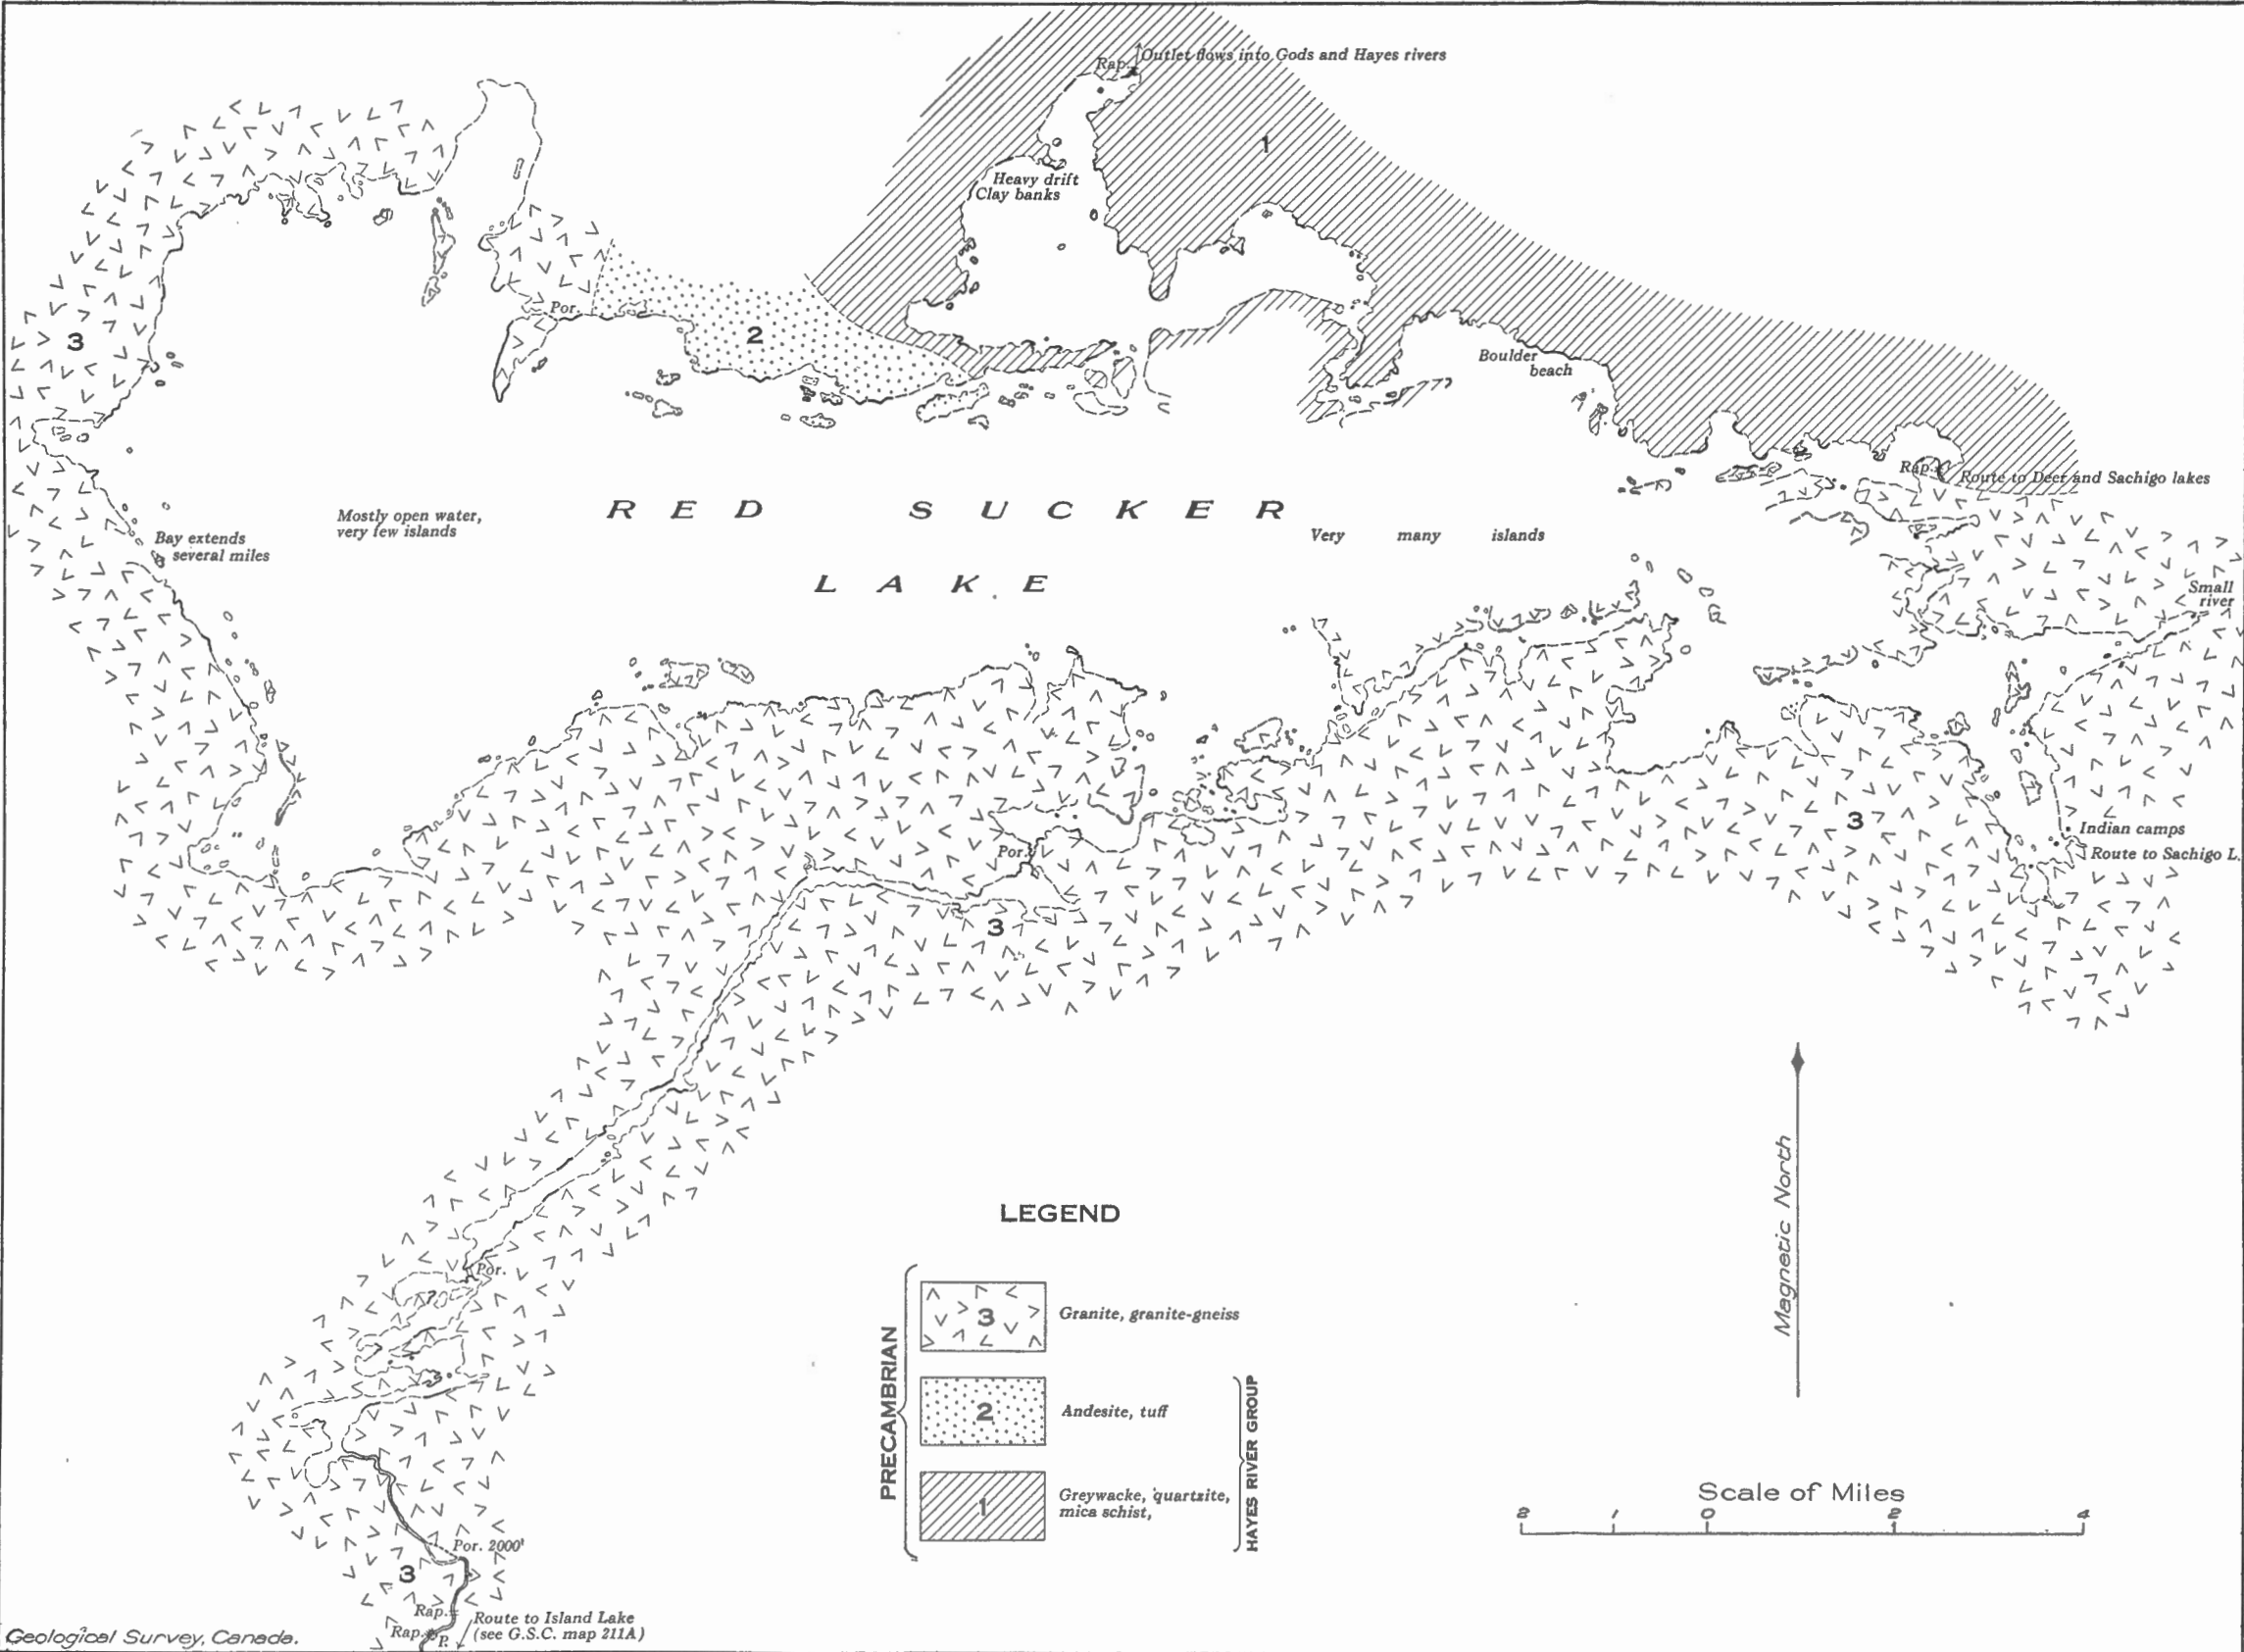 Rap.
Outlet flows into Gods and Hayes rivers
1
Heavy drift
Clay banks
Por.
3
2
Boulder
beach
Rap.
Route to Deer and Sachigo lakes
RED SUCKER
LAKE
Mostly open water,
very few islands
Very many islands
Bay extends
several miles
Small
river
3
Indian camps
Route to Sachigo L.
Por.
3
Por.
Magnetic North
LEGEND
PRECAMBRIAN
3
Granite, granite-gneiss
2
Andesite, tuff
1
Greywacke, quartzite,
mica schist,
HAYES RIVER GROUP
Scale of Miles
2 1 0 2 4
Por. 2000'
3
Rap.
Route to Island Lake
(see G.S.C. map 211A)
Rap.
P.
Geological Survey, Canada.